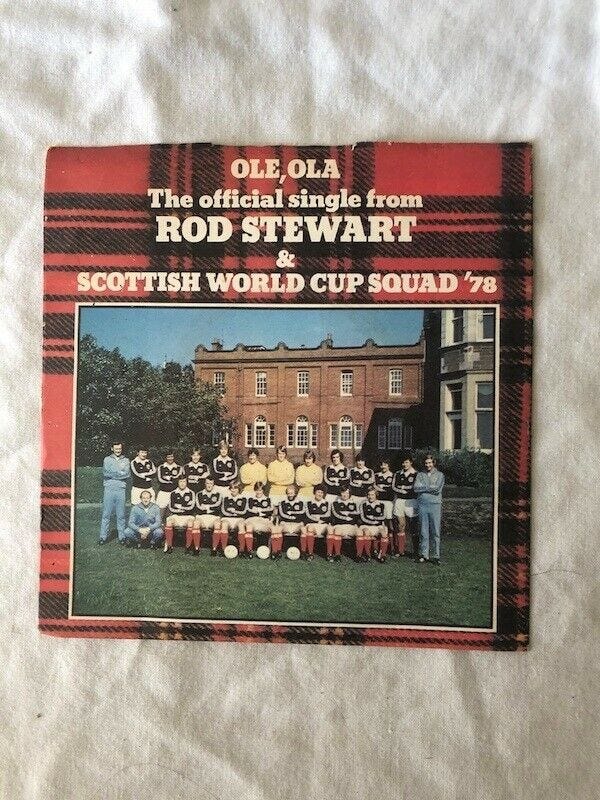 OLE, OLA
The official single from
ROD STEWART
&
SCOTTISH WORLD CUP SQUAD '78